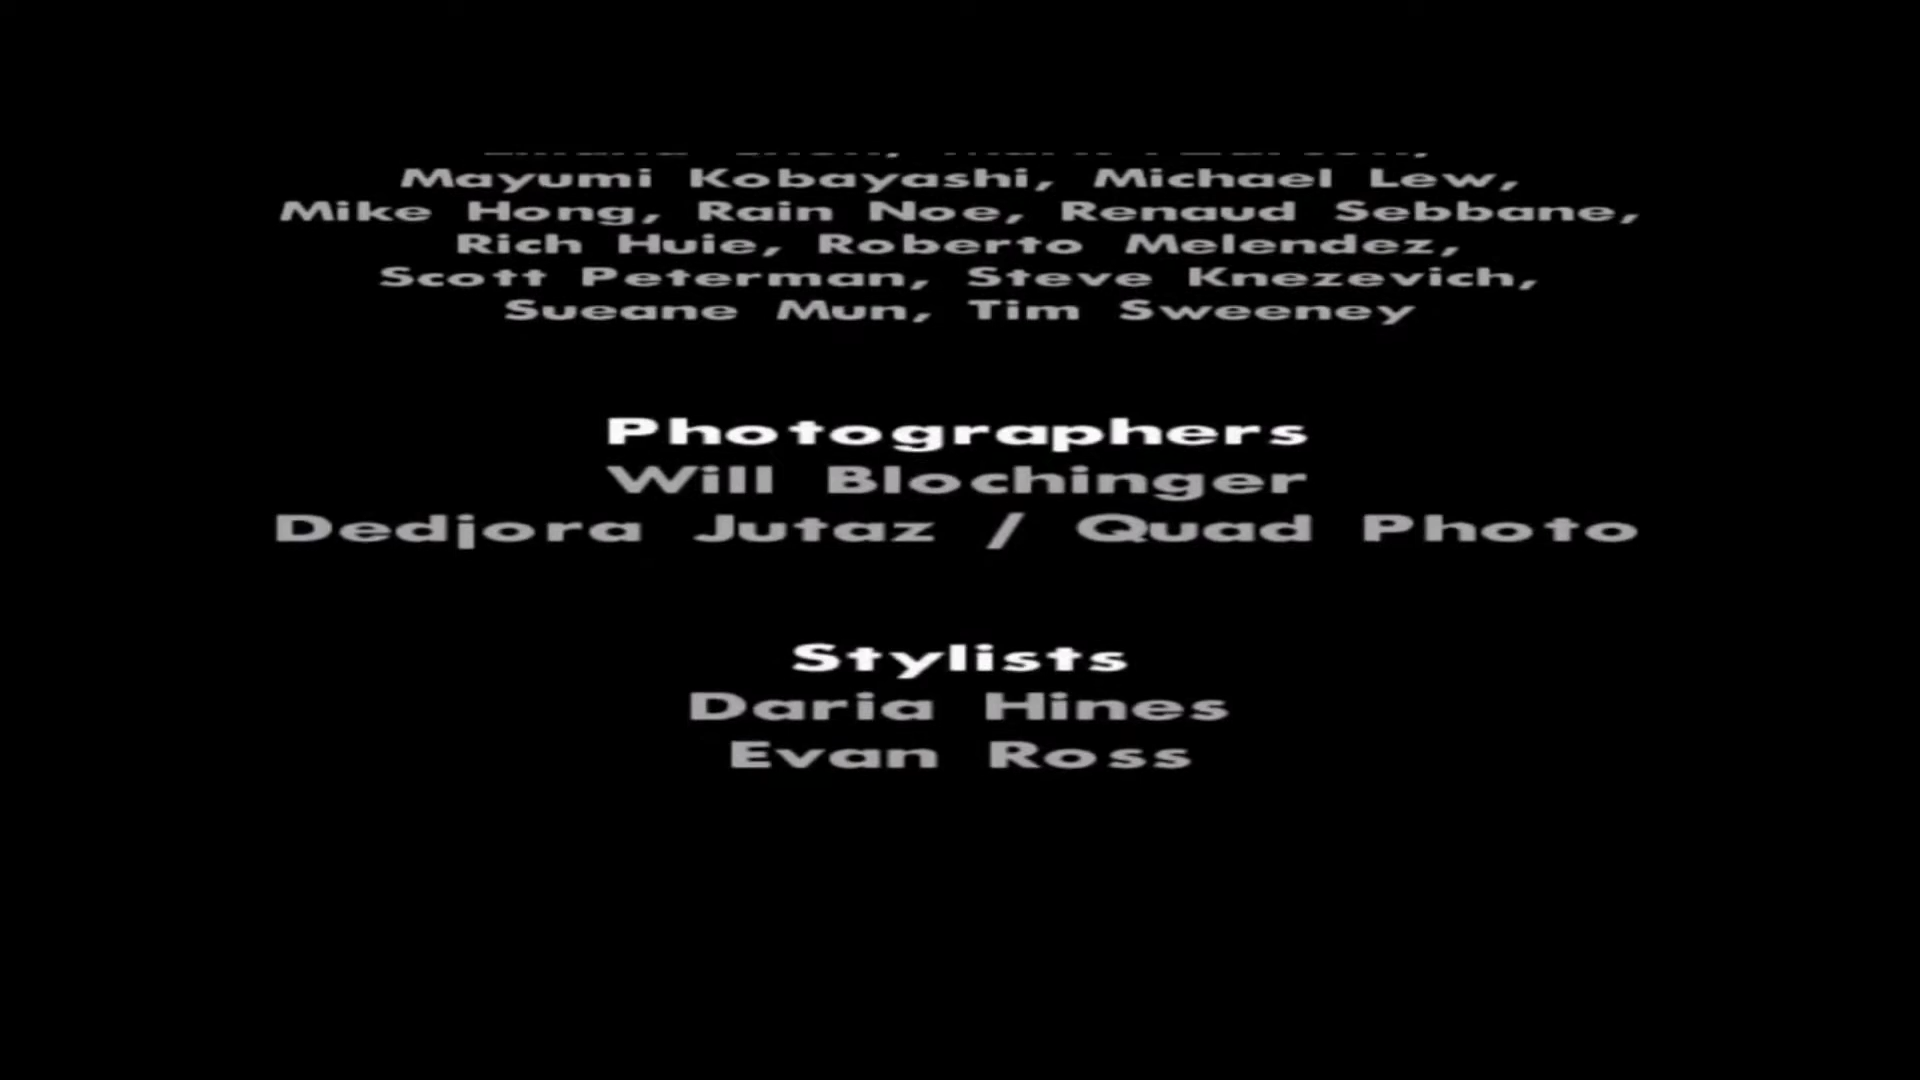 Mayumi Kobayashi, Michael Lew,
Mike Hong, Rain Noe, Renaud Sebbane,
Rich Huie, Roberto Melendez,
Scott Peterman, Steve Knezevich,
Sueane Mun, Tim Sweeney
Photographers
Will Blochinger
Dedjora Jutaz / Quad Photo
Stylists
Daria Hines
Evan Ross